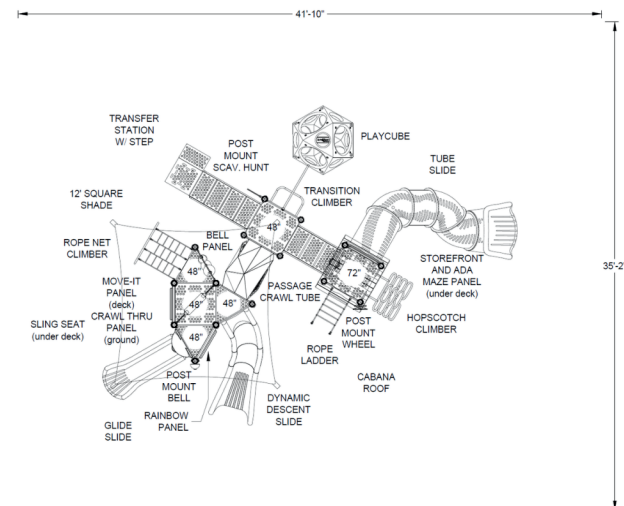 41'-10"
TRANSFER
STATION
W/ STEP
POST
MOUNT
SCAV. HUNT
PLAYCUBE
TUBE
SLIDE
TRANSITION
CLIMBER
12' SQUARE
SHADE
48"
BELL
PANEL
ROPE NET
CLIMBER
STOREFRONT
AND ADA
MAZE PANEL
(under deck)
35'-2
48"
72"
MOVE-IT
PANEL
(deck)
CRAWL THRU
PANEL
(ground)
PASSAGE
CRAWL TUBE
48"
48"
SLING SEAT
(under deck)
48"
HOPSCOTCH
CLIMBER
POST
MOUNT
WHEEL
ROPE
LADDER
CABANA
ROOF
POST
MOUNT
BELL
DYNAMIC
DESCENT
SLIDE
RAINBOW
PANEL
GLIDE
SLIDE